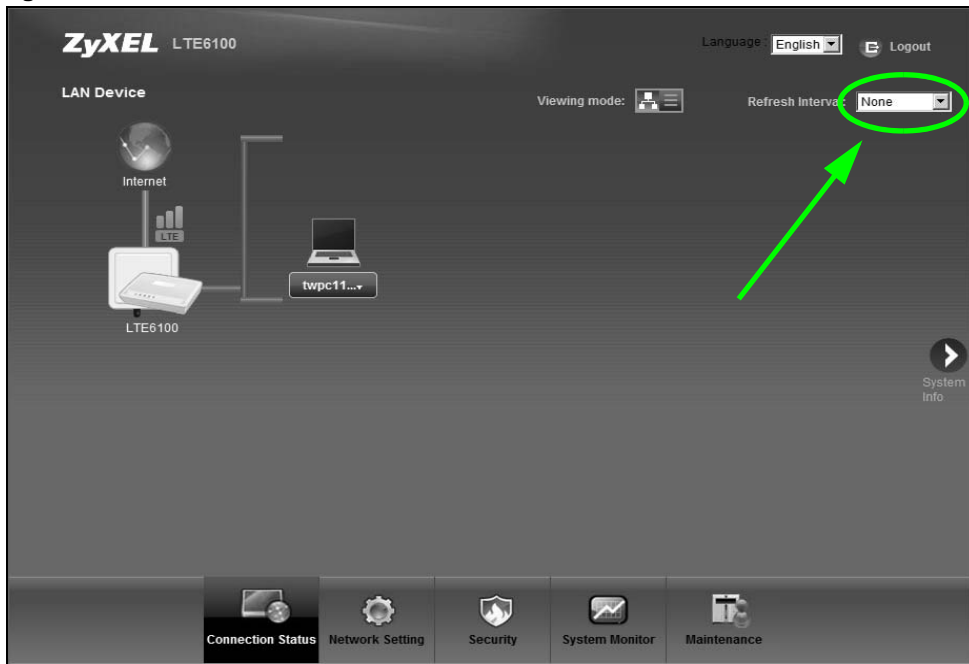 ZyXEL LTE6100
Language : English
Logout
LAN Device
Viewing mode:
Refresh Interval: None
Internet
LTE
twpc11...
LTE6100
System
Info
Connection Status
Network Setting
Security
System Monitor
Maintenance